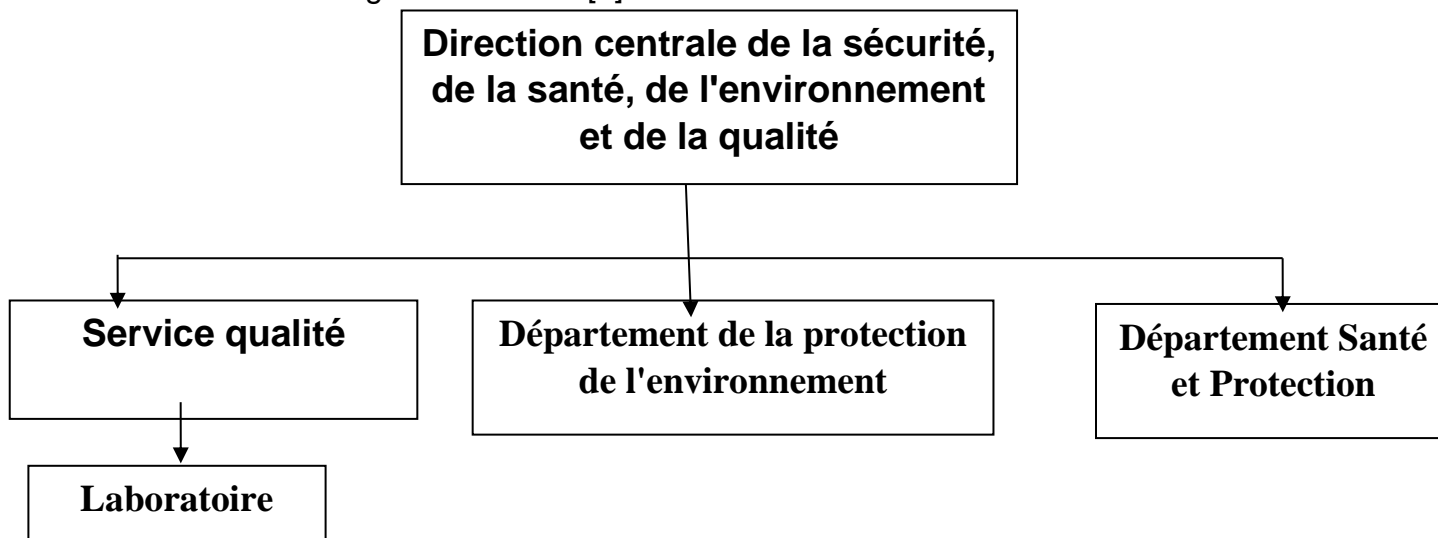 Direction centrale de la sécurité,
de la santé, de l'environnement
et de la qualité
Service qualité
Département de la protection
de l'environnement
Département Santé
et Protection
Laboratoire